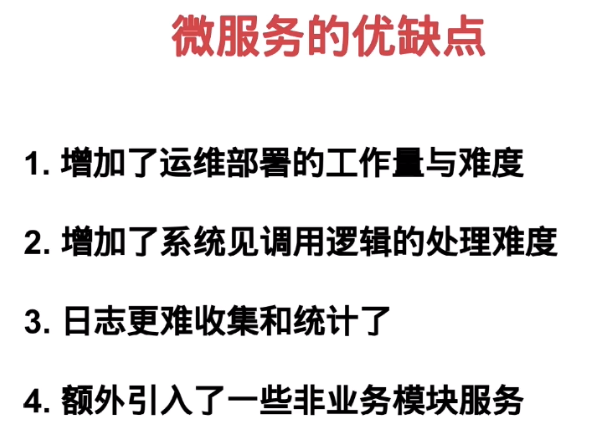 微服务的优缺点
1. 增加了运维部署的工作量与难度
2. 增加了系统见调用逻辑的处理难度
3. 日志更难收集和统计了
4. 额外引入了一些非业务模块服务